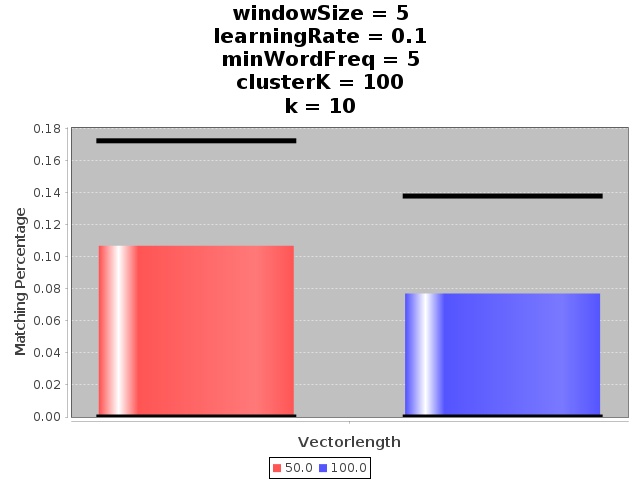 windowSize = 5
learningRate = 0.1
minWordFreq = 5
clusterK = 100
k = 10
0.18
0.16
0.14
0.12
0.10
0.08
0.06
0.04
0.02
0.00
Matching Percentage
Vectorlength
50.0 100.0